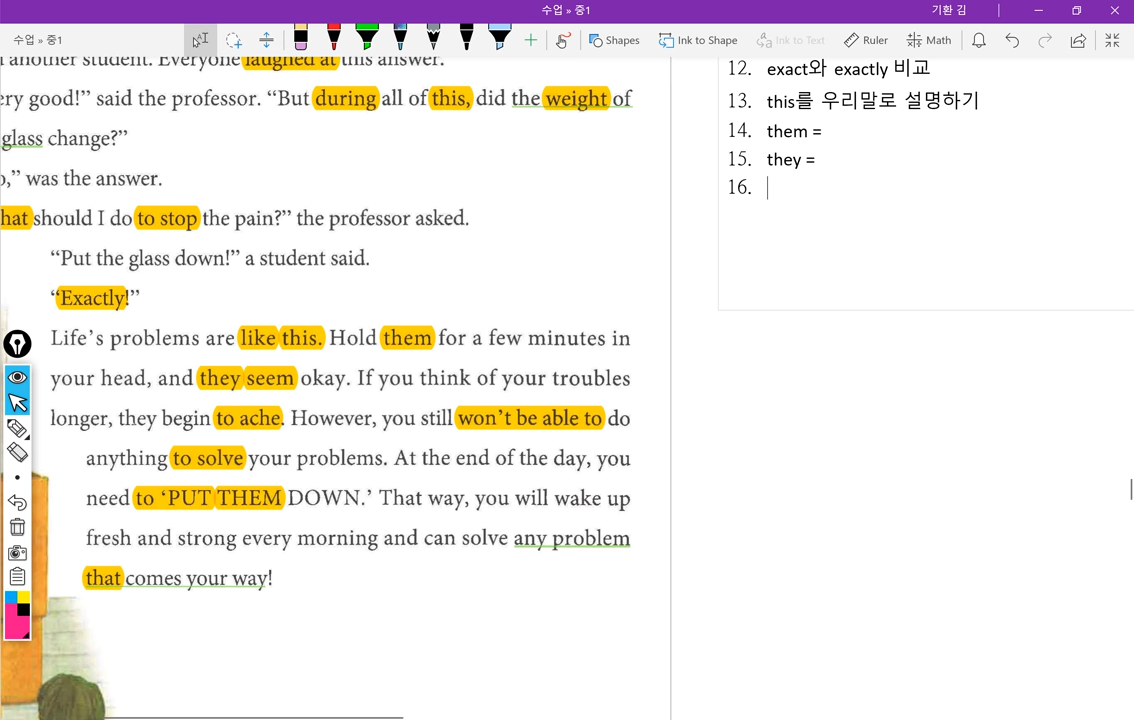 수업 » 중1
기환 김
수업 » 중1
Shapes
Ink to Shape
Ink to Text
Ruler
Math
another student. Everyone laughed at this answer.
ery good!” said the professor. “But during all of this, did the weight of
glass change?”
o,” was the answer.
hat should I do to stop the pain?” the professor asked.
“Put the glass down!” a student said.
“Exactly!”
Life’s problems are like this. Hold them for a few minutes in
your head, and they seem okay. If you think of your troubles
longer, they begin to ache. However, you still won’t be able to do
anything to solve your problems. At the end of the day, you
need to ‘PUT THEM DOWN.’ That way, you will wake up
fresh and strong every morning and can solve any problem
that comes your way!
12. exact와 exactly 비교
13. this를 우리말로 설명하기
14. them =
15. they =
16.